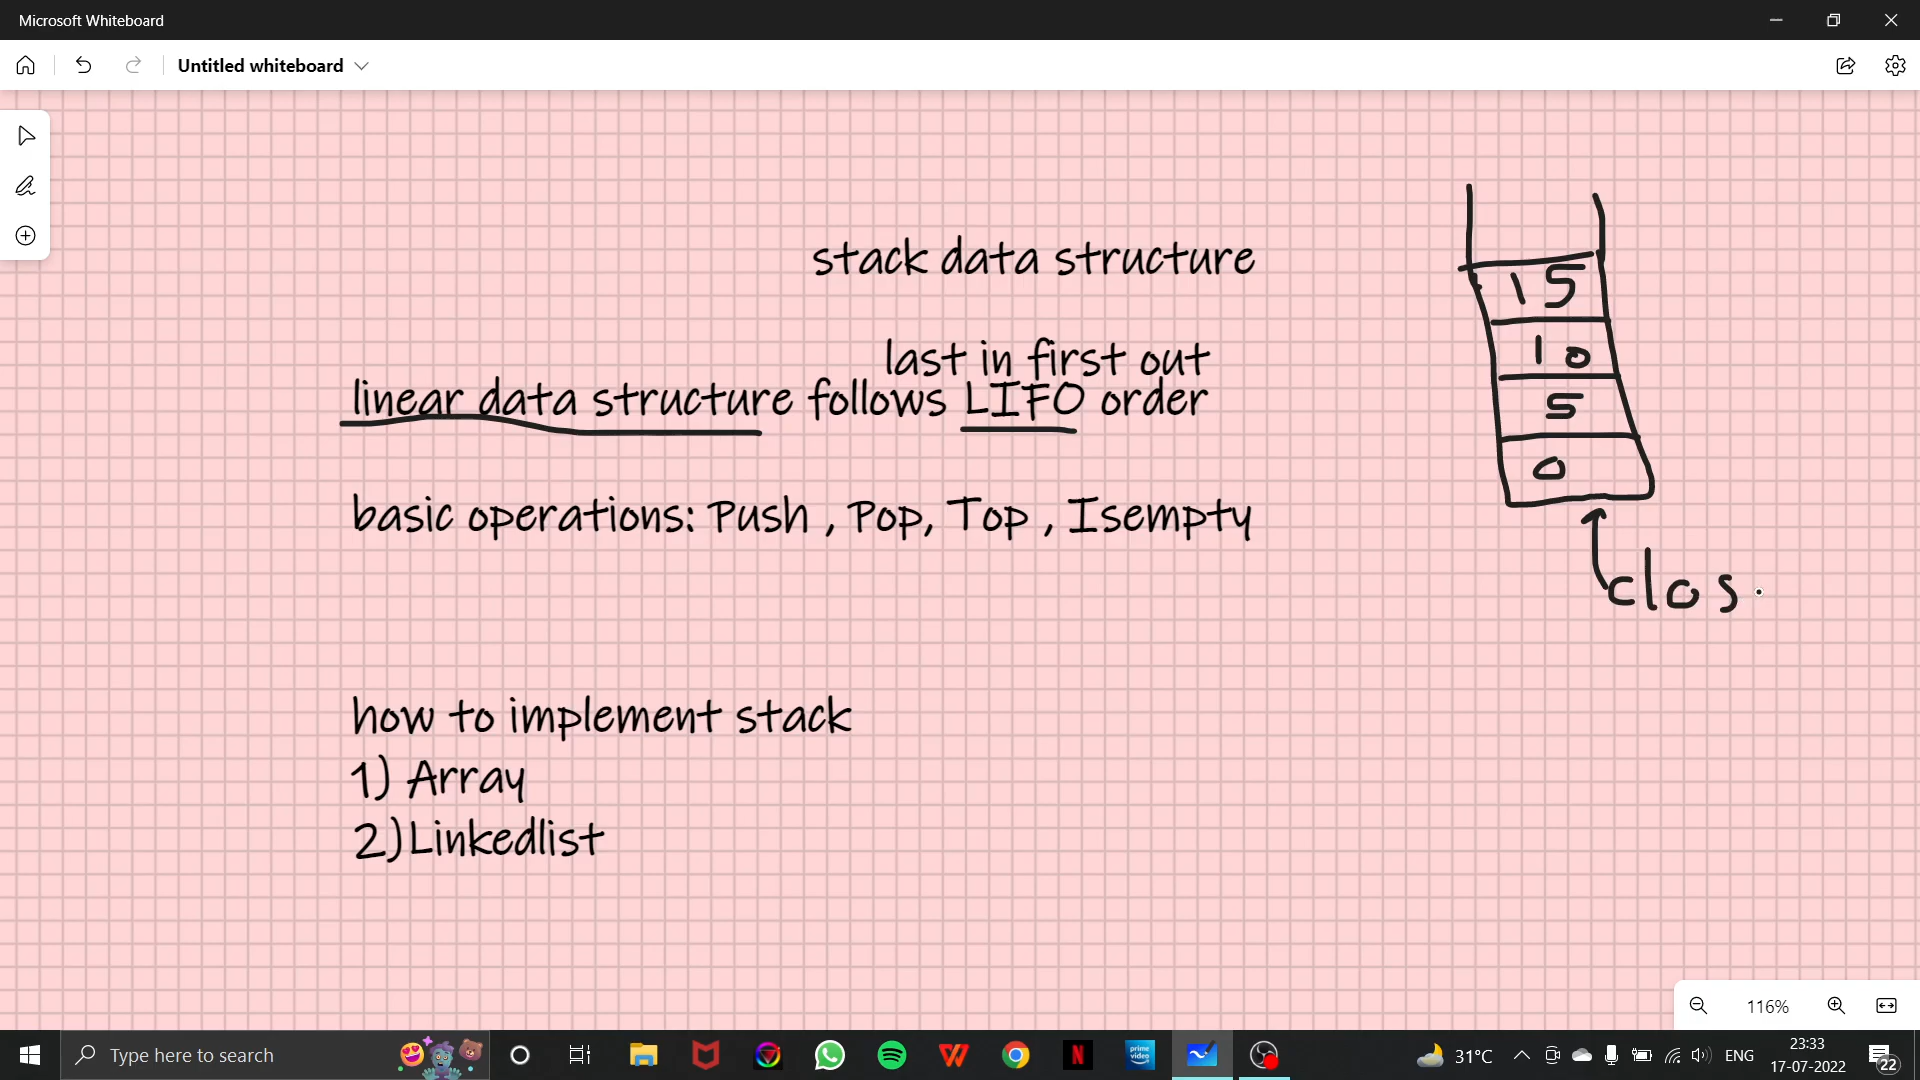 Microsoft Whiteboard
Untitled whiteboard
stack data structure
last in first out
linear data structure follows LIFO order
basic operations: Push , Pop, Top , Isempty
how to implement stack
1) Array
2)Linkedlist
15
10
5
0
clos
116%
Type here to search
prime video
31°C
ENG
23:33
17-07-2022
22